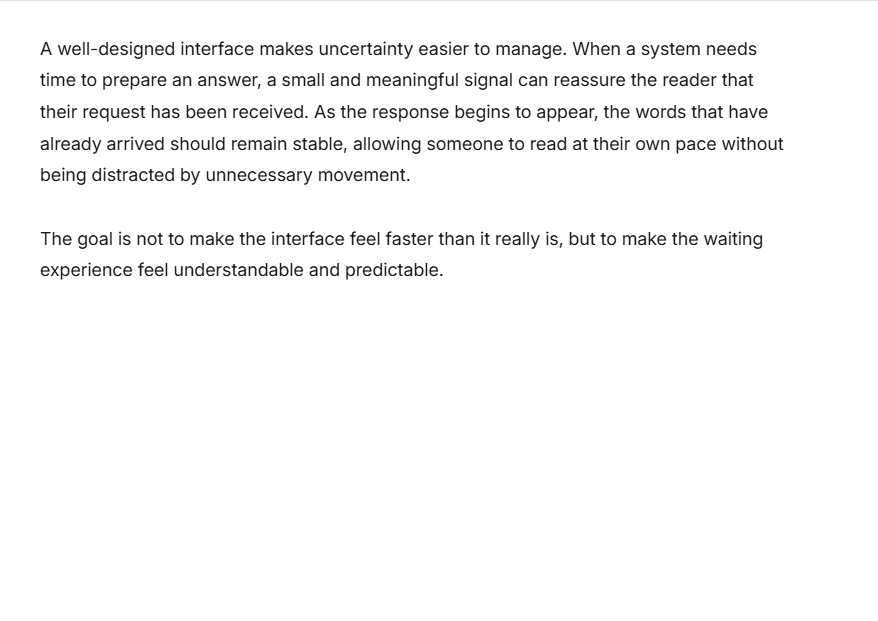 A well-designed interface makes uncertainty easier to manage. When a system needs
time to prepare an answer, a small and meaningful signal can reassure the reader that
their request has been received. As the response begins to appear, the words that have
already arrived should remain stable, allowing someone to read at their own pace without
being distracted by unnecessary movement.
The goal is not to make the interface feel faster than it really is, but to make the waiting
experience feel understandable and predictable.